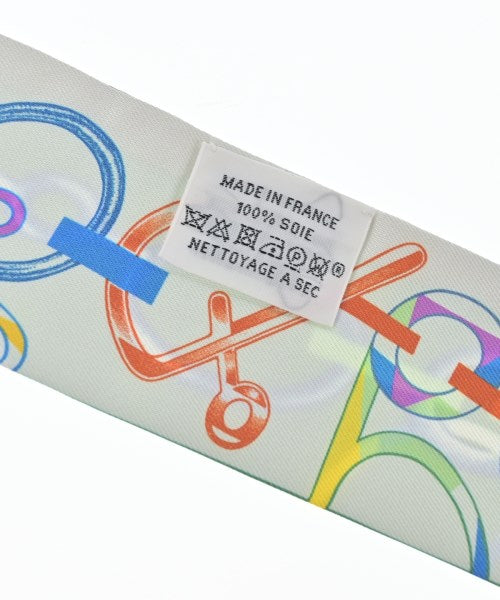 MADE IN FRANCE
100% SOIE
P W ®
NETTOYAGE A SEC